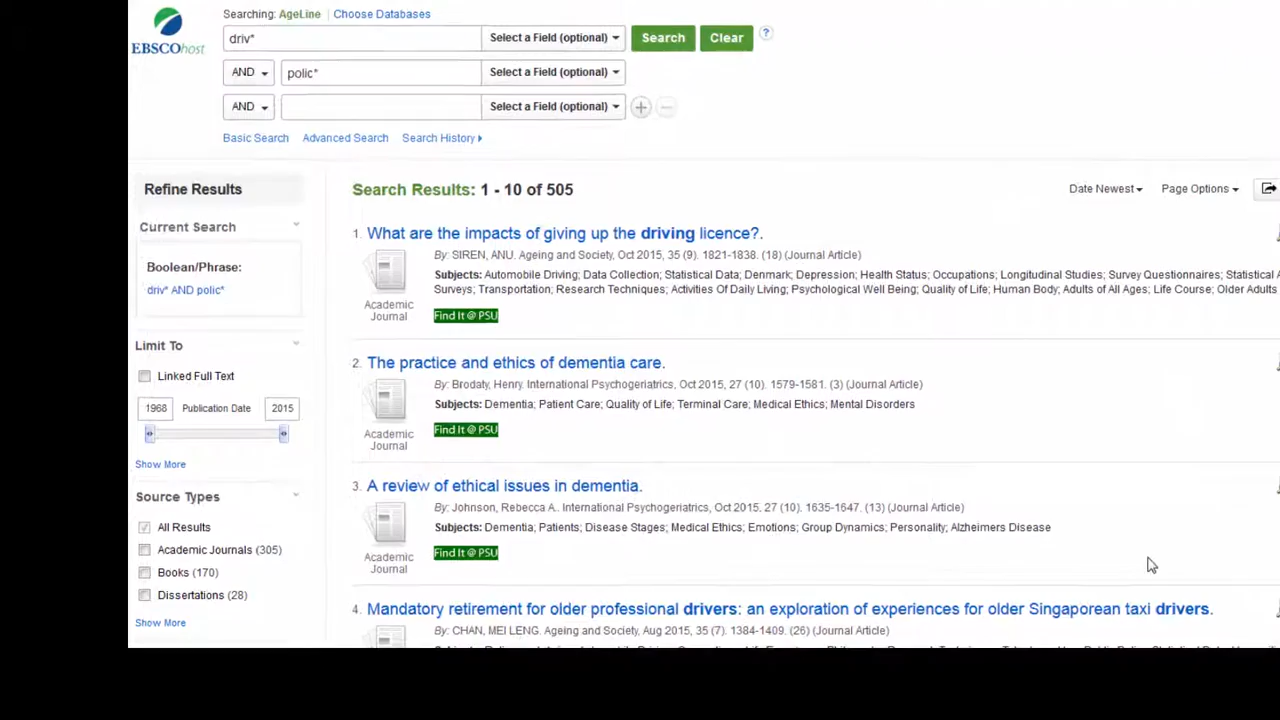 Searching: AgeLine | Choose Databases
EBSCOhost
driv* Select a Field (optional) Search Clear ?
AND polic* Select a Field (optional)
AND Select a Field (optional)
Basic Search Advanced Search Search History
Refine Results
Current Search
Boolean/Phrase:
driv* AND polic*
Limit To
Linked Full Text
1968 Publication Date 2015
Show More
Source Types
All Results
Academic Journals (305)
Books (170)
Dissertations (28)
Show More
Search Results: 1 - 10 of 505
Date Newest Page Options
1. What are the impacts of giving up the driving licence?.
By: SIREN, ANU. Ageing and Society, Oct 2015, 35 (9). 1821-1838. (18) (Journal Article)
Subjects: Automobile Driving; Data Collection; Statistical Data; Denmark; Depression; Health Status; Occupations; Longitudinal Studies; Survey Questionnaires; Statistical A
Surveys; Transportation; Research Techniques; Activities Of Daily Living; Psychological Well Being; Quality of Life; Human Body; Adults of All Ages; Life Course; Older Adults
Academic
Journal
Find It @ PSU
2. The practice and ethics of dementia care.
By: Brodaty, Henry. International Psychogeriatrics, Oct 2015, 27 (10). 1579-1581. (3) (Journal Article)
Subjects: Dementia; Patient Care; Quality of Life; Terminal Care; Medical Ethics; Mental Disorders
Academic
Journal
Find It @ PSU
3. A review of ethical issues in dementia.
By: Johnson, Rebecca A.. International Psychogeriatrics, Oct 2015, 27 (10). 1635-1647. (13) (Journal Article)
Subjects: Dementia; Patients; Disease Stages; Medical Ethics; Emotions; Group Dynamics; Personality; Alzheimers Disease
Academic
Journal
Find It @ PSU
4. Mandatory retirement for older professional drivers: an exploration of experiences for older Singaporean taxi drivers.
By: CHAN, MEI LENG. Ageing and Society, Aug 2015, 35 (7). 1384-1409. (26) (Journal Article)